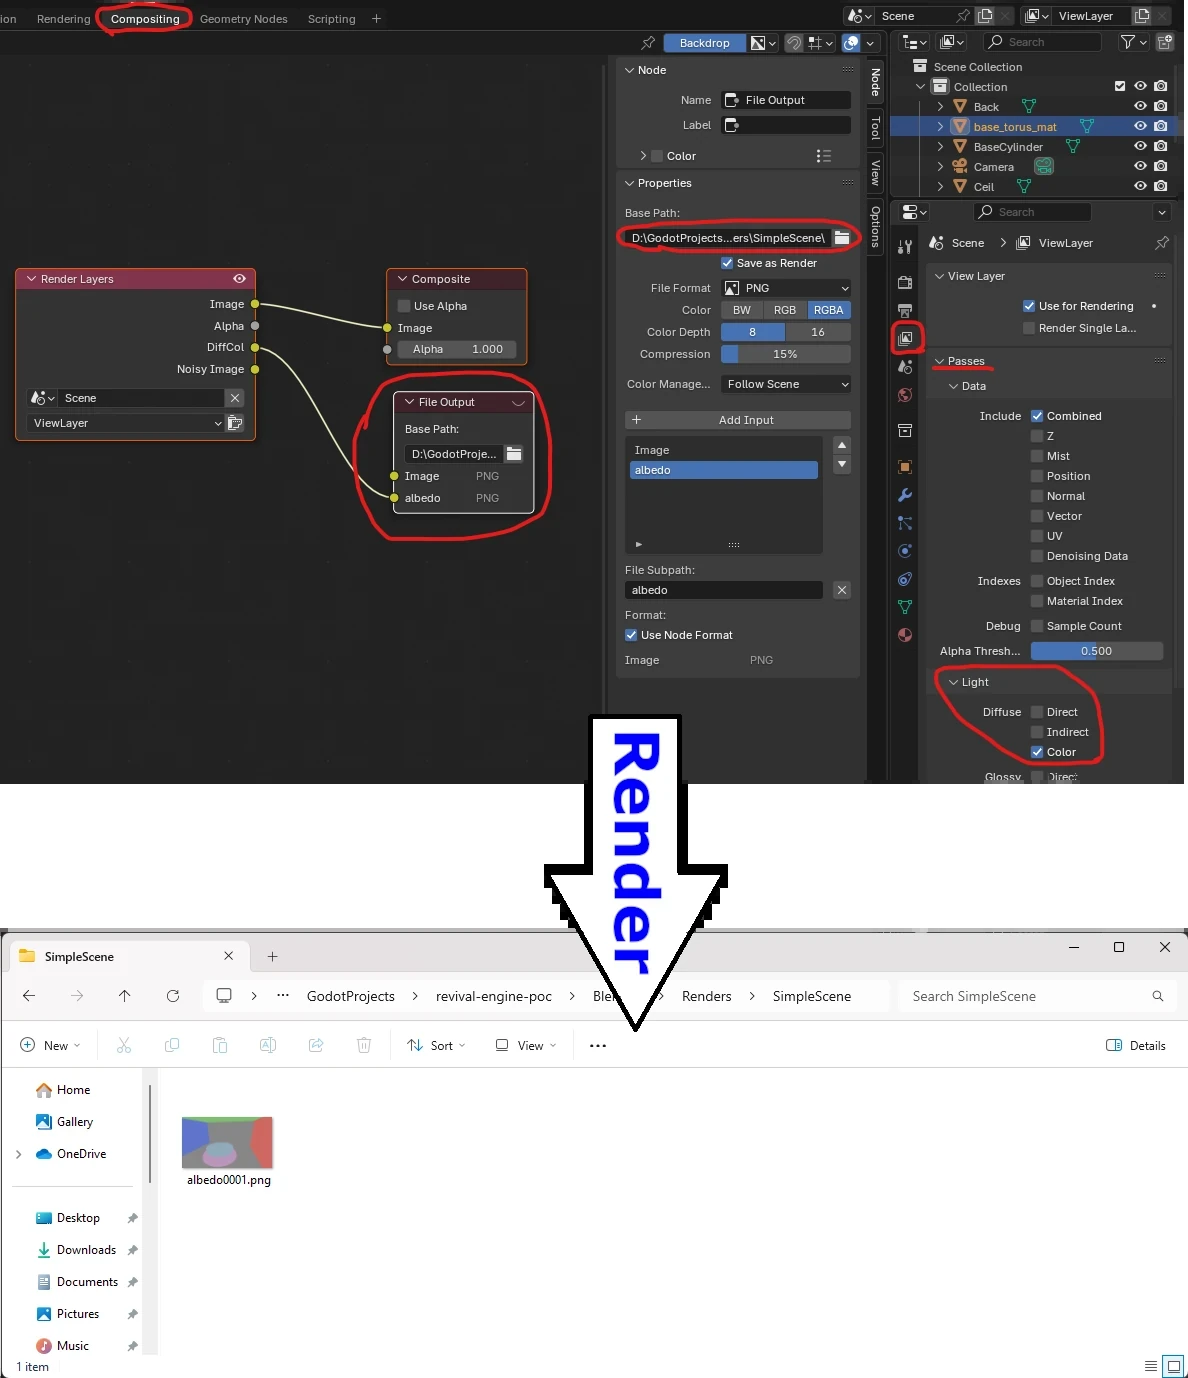 ion Rendering Compositing Geometry Nodes Scripting +
Scene ViewLayer
Backdrop
Search
Node
Name File Output
Label
Color
Properties
Base Path:
D:\GodotProjects...ers\SimpleScene\
Save as Render
File Format PNG
Color BW RGB RGBA
Color Depth 8 16
Compression 15%
Color Manage... Follow Scene
+ Add Input
Image
albedo
File Subpath:
albedo
Format:
Use Node Format
Image PNG
Node
Tool
View
Options
Render Layers
Image
Alpha
DiffCol
Noisy Image
Scene
ViewLayer
Composite
Use Alpha
Image
Alpha 1.000
File Output
Base Path:
D:\GodotProje...
Image PNG
albedo PNG
Scene Collection
Collection
Back
base_torus_mat
BaseCylinder
Camera
Ceil
Search
Scene > ViewLayer
View Layer
Use for Rendering
Render Single La...
Passes
Data
Include Combined
Z
Mist
Position
Normal
Vector
UV
Denoising Data
Indexes Object Index
Material Index
Debug Sample Count
Alpha Thresh... 0.500
Light
Diffuse Direct
Indirect
Color
Glossy Direct
Render
SimpleScene
... GodotProjects > revival-engine-poc > Ble > Renders > SimpleScene
Search SimpleScene
New Sort View ... Details
Home
Gallery
OneDrive
Desktop
Downloads
Documents
Pictures
Music
albedo0001.png
1 item